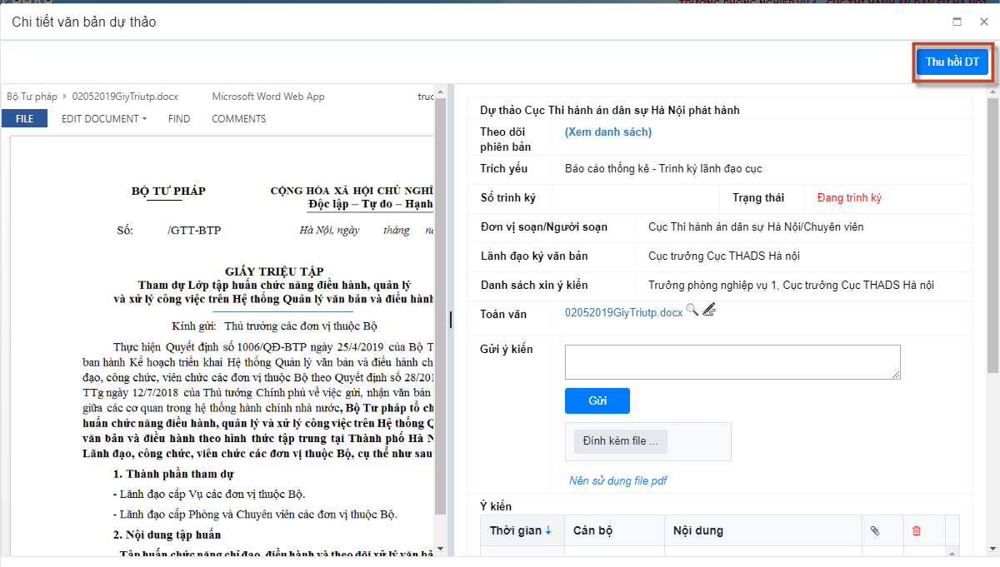 TRƯỞNG PHÒNG NGHIỆP VỤ 1 - CỤC THI HÀNH ÁN DÂN SỰ HÀ NỘI
Chi tiết văn bản dự thảo
Thu hồi DT
Bộ Tư pháp 02052019GiyTriutp.docx Microsoft Word Web App truc
FILE EDIT DOCUMENT FIND COMMENTS
BỘ TƯ PHÁP CỘNG HÒA XÃ HỘI CHỦ NGHĨ
Độc lập – Tự do – Hạnh
Số: /GTT-BTP Hà Nội, ngày tháng nă
GIẤY TRIỆU TẬP
Tham dự Lớp tập huấn chức năng điều hành, quản lý
và xử lý công việc trên Hệ thống Quản lý văn bản và điều hành
Kính gửi: Thủ trưởng các đơn vị thuộc Bộ
Thực hiện Quyết định số 1006/QĐ-BTP ngày 25/4/2019 của Bộ T
ban hành Kế hoạch triển khai Hệ thống Quản lý văn bản và điều hành ch
đạo, công chức, viên chức các đơn vị thuộc Bộ theo Quyết định số 28/201
TTg ngày 12/7/2018 của Thủ tướng Chính phủ về việc gửi, nhận văn bản
giữa các cơ quan trong hệ thống hành chính nhà nước, Bộ Tư pháp tổ ch
huấn chức năng điều hành, quản lý và xử lý công việc trên Hệ thống Q
văn bản và điều hành theo hình thức tập trung tại Thành phố Hà N
Lãnh đạo, công chức, viên chức các đơn vị thuộc Bộ, cụ thể như sau
1. Thành phần tham dự
- Lãnh đạo cấp Vụ các đơn vị thuộc Bộ.
- Lãnh đạo cấp Phòng và Chuyên viên các đơn vị thuộc Bộ.
2. Nội dung tập huấn
Tập huấn chức năng chỉ đạo, điều hành và theo dõi xử lý văn bả
Dự thảo Cục Thi hành án dân sự Hà Nội phát hành
Theo dõi (Xem danh sách)
phiên bản
Trích yếu Báo cáo thống kê - Trình ký lãnh đạo cục
Số trình ký Trạng thái Đang trình ký
Đơn vị soạn/Người soạn Cục Thi hành án dân sự Hà Nội/Chuyên viên
Lãnh đạo ký văn bản Cục trưởng Cục THADS Hà nội
Danh sách xin ý kiến Trưởng phòng nghiệp vụ 1, Cục trưởng Cục THADS Hà nội
Toàn văn 02052019GiyTriutp.docx
Gửi ý kiến
Gửi
Đính kèm file ...
Nên sử dụng file pdf
Ý kiến
Thời gian Cán bộ Nội dung